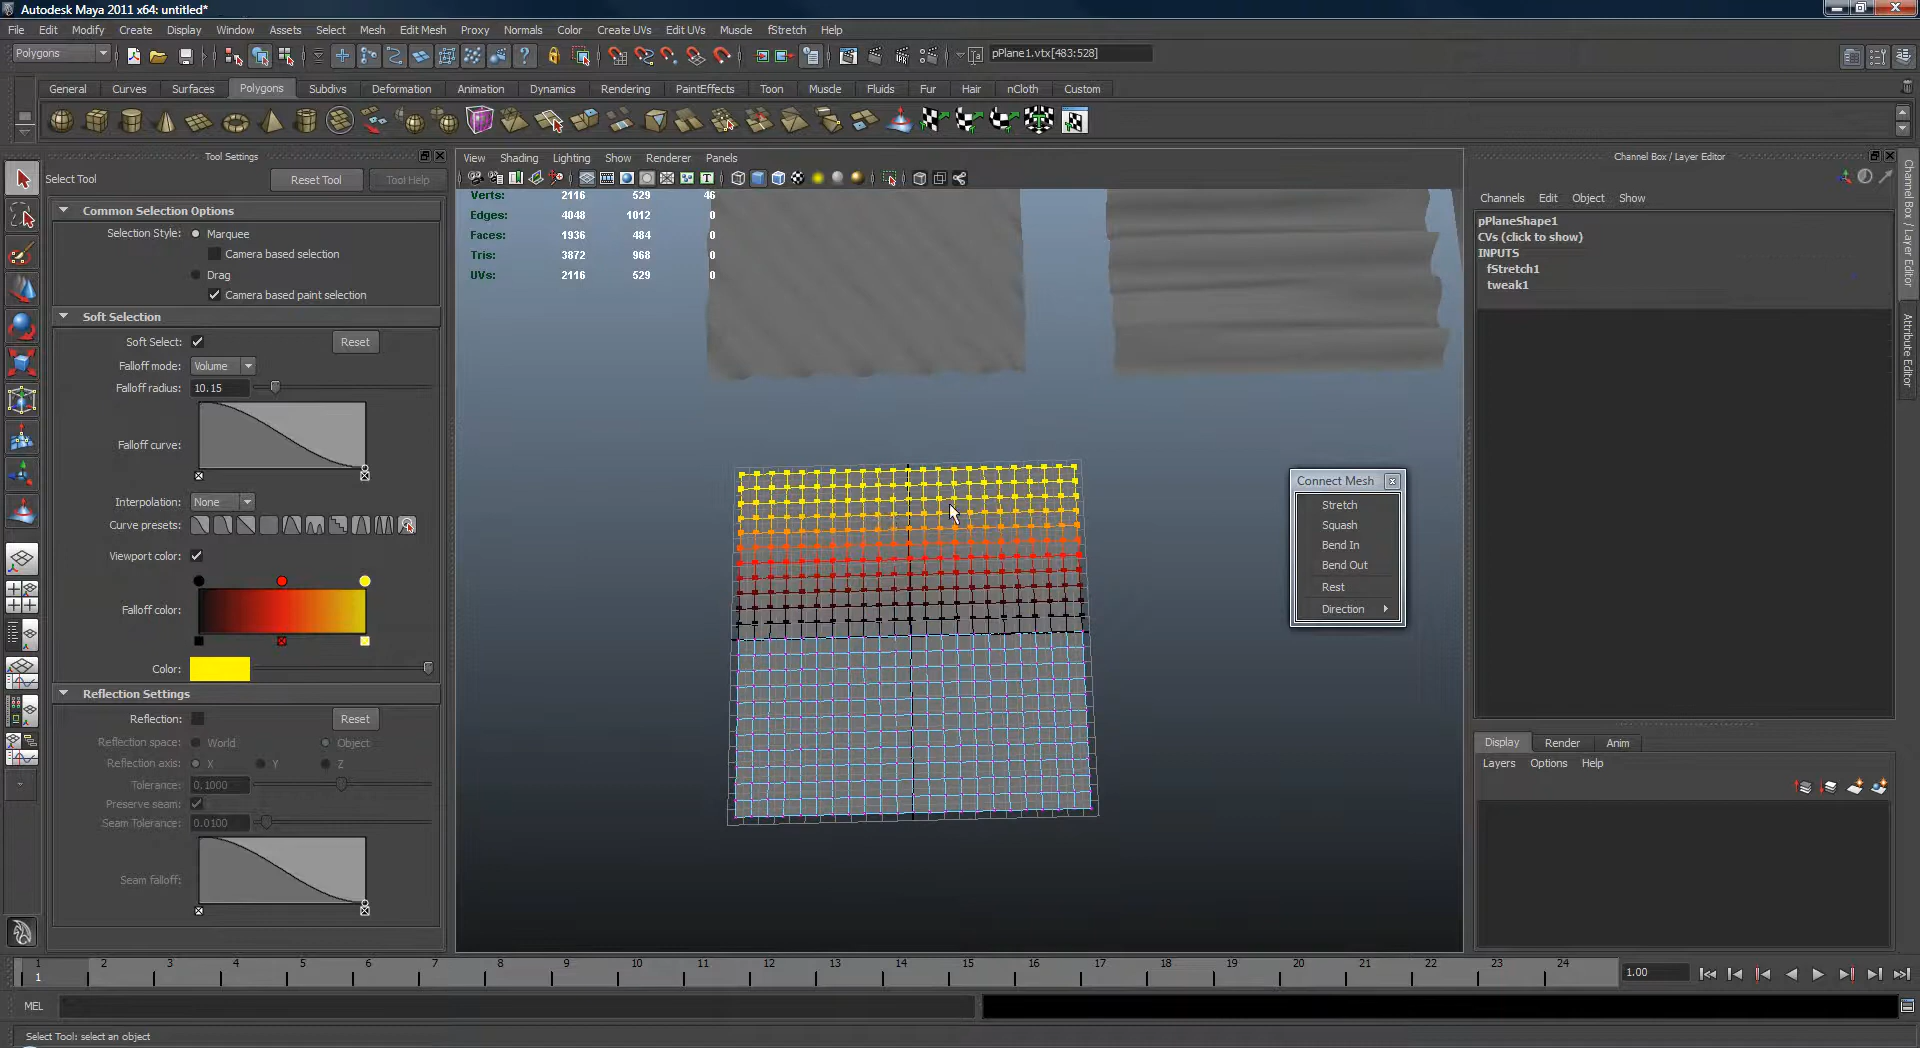 Autodesk Maya 2011 x64: untitled*
File Edit Modify Create Display Window Assets Select Mesh Edit Mesh Proxy Normals Color Create UVs Edit UVs Muscle fStretch Help
Polygons
pPlane1.vtx[483:528]
General Curves Surfaces Polygons Subdivs Deformation Animation Dynamics Rendering PaintEffects Toon Muscle Fluids Fur Hair nCloth Custom
Tool Settings
Select Tool
Reset Tool
Tool Help
Common Selection Options
Selection Style: Marquee
Camera based selection
Drag
Camera based paint selection
Soft Selection
Soft Select:
Reset
Falloff mode: Volume
Falloff radius: 10.15
Falloff curve:
Interpolation: None
Curve presets:
Viewport color:
Falloff color:
Color:
Reflection Settings
Reflection:
Reset
Reflection space: World Object
Reflection axis: X Y Z
Tolerance: 0.1000
Preserve seam:
Seam Tolerance: 0.0100
Seam falloff:
View Shading Lighting Show Renderer Panels
Verts: 2116 529 46
Edges: 4048 1012 0
Faces: 1936 484 0
Tris: 3872 968 0
UVs: 2116 529 0
Connect Mesh
Stretch
Squash
Bend In
Bend Out
Rest
Direction
Channel Box / Layer Editor
Channels Edit Object Show
pPlaneShape1
CVs (click to show)
INPUTS
fStretch1
tweak1
Display Render Anim
Layers Options Help
Channel Box / Layer Editor
Attribute Editor
1 2 3 4 5 6 7 8 9 10 11 12 13 14 15 16 17 18 19 20 21 22 23 24
1
1.00
MEL
Select Tool: select an object